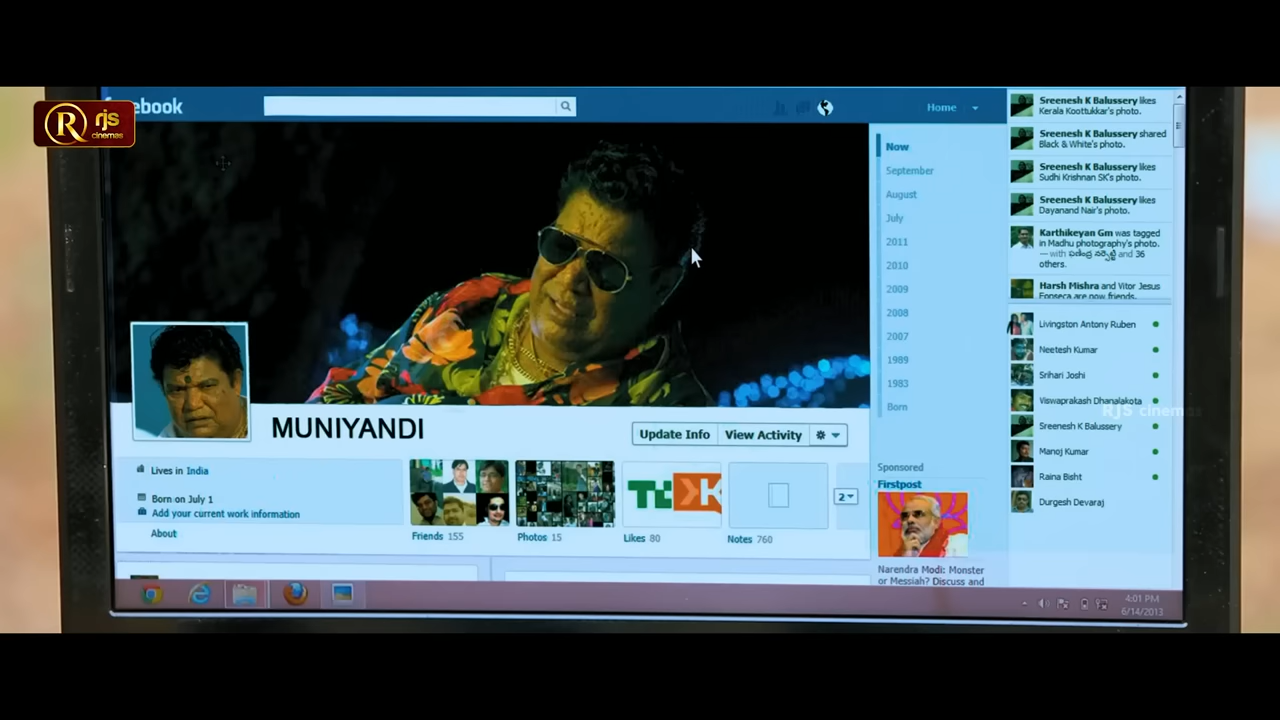 R rjs cinemas
ebook
Home
Now
September
August
July
2011
2010
2009
2008
2007
1989
1983
Born
MUNIYANDI
Update Info
View Activity
Lives in India
Born on July 1
Add your current work information
About
Friends 155
Photos 15
Likes 80
Notes 760
2
Sponsored
Firstpost
Narendra Modi: Monster
or Messiah? Discuss and
Sreenesh K Balussery likes
Kerala Koottukkar's photo.
Sreenesh K Balussery shared
Black & White's photo.
Sreenesh K Balussery likes
Sudhi Krishnan SK's photo.
Sreenesh K Balussery likes
Dayanand Nair's photo.
Karthikeyan Gm was tagged
in Madhu photography's photo.
— with and 36
others.
Harsh Mishra and Vitor Jesus
Fonseca are now friends.
Livingston Antony Ruben
Neetesh Kumar
Srihari Joshi
Viswaprakash Dhanalakota
RJS cinemas
Sreenesh K Balussery
Manoj Kumar
Raina Bisht
Durgesh Devaraj
4:01 PM
6/14/2013